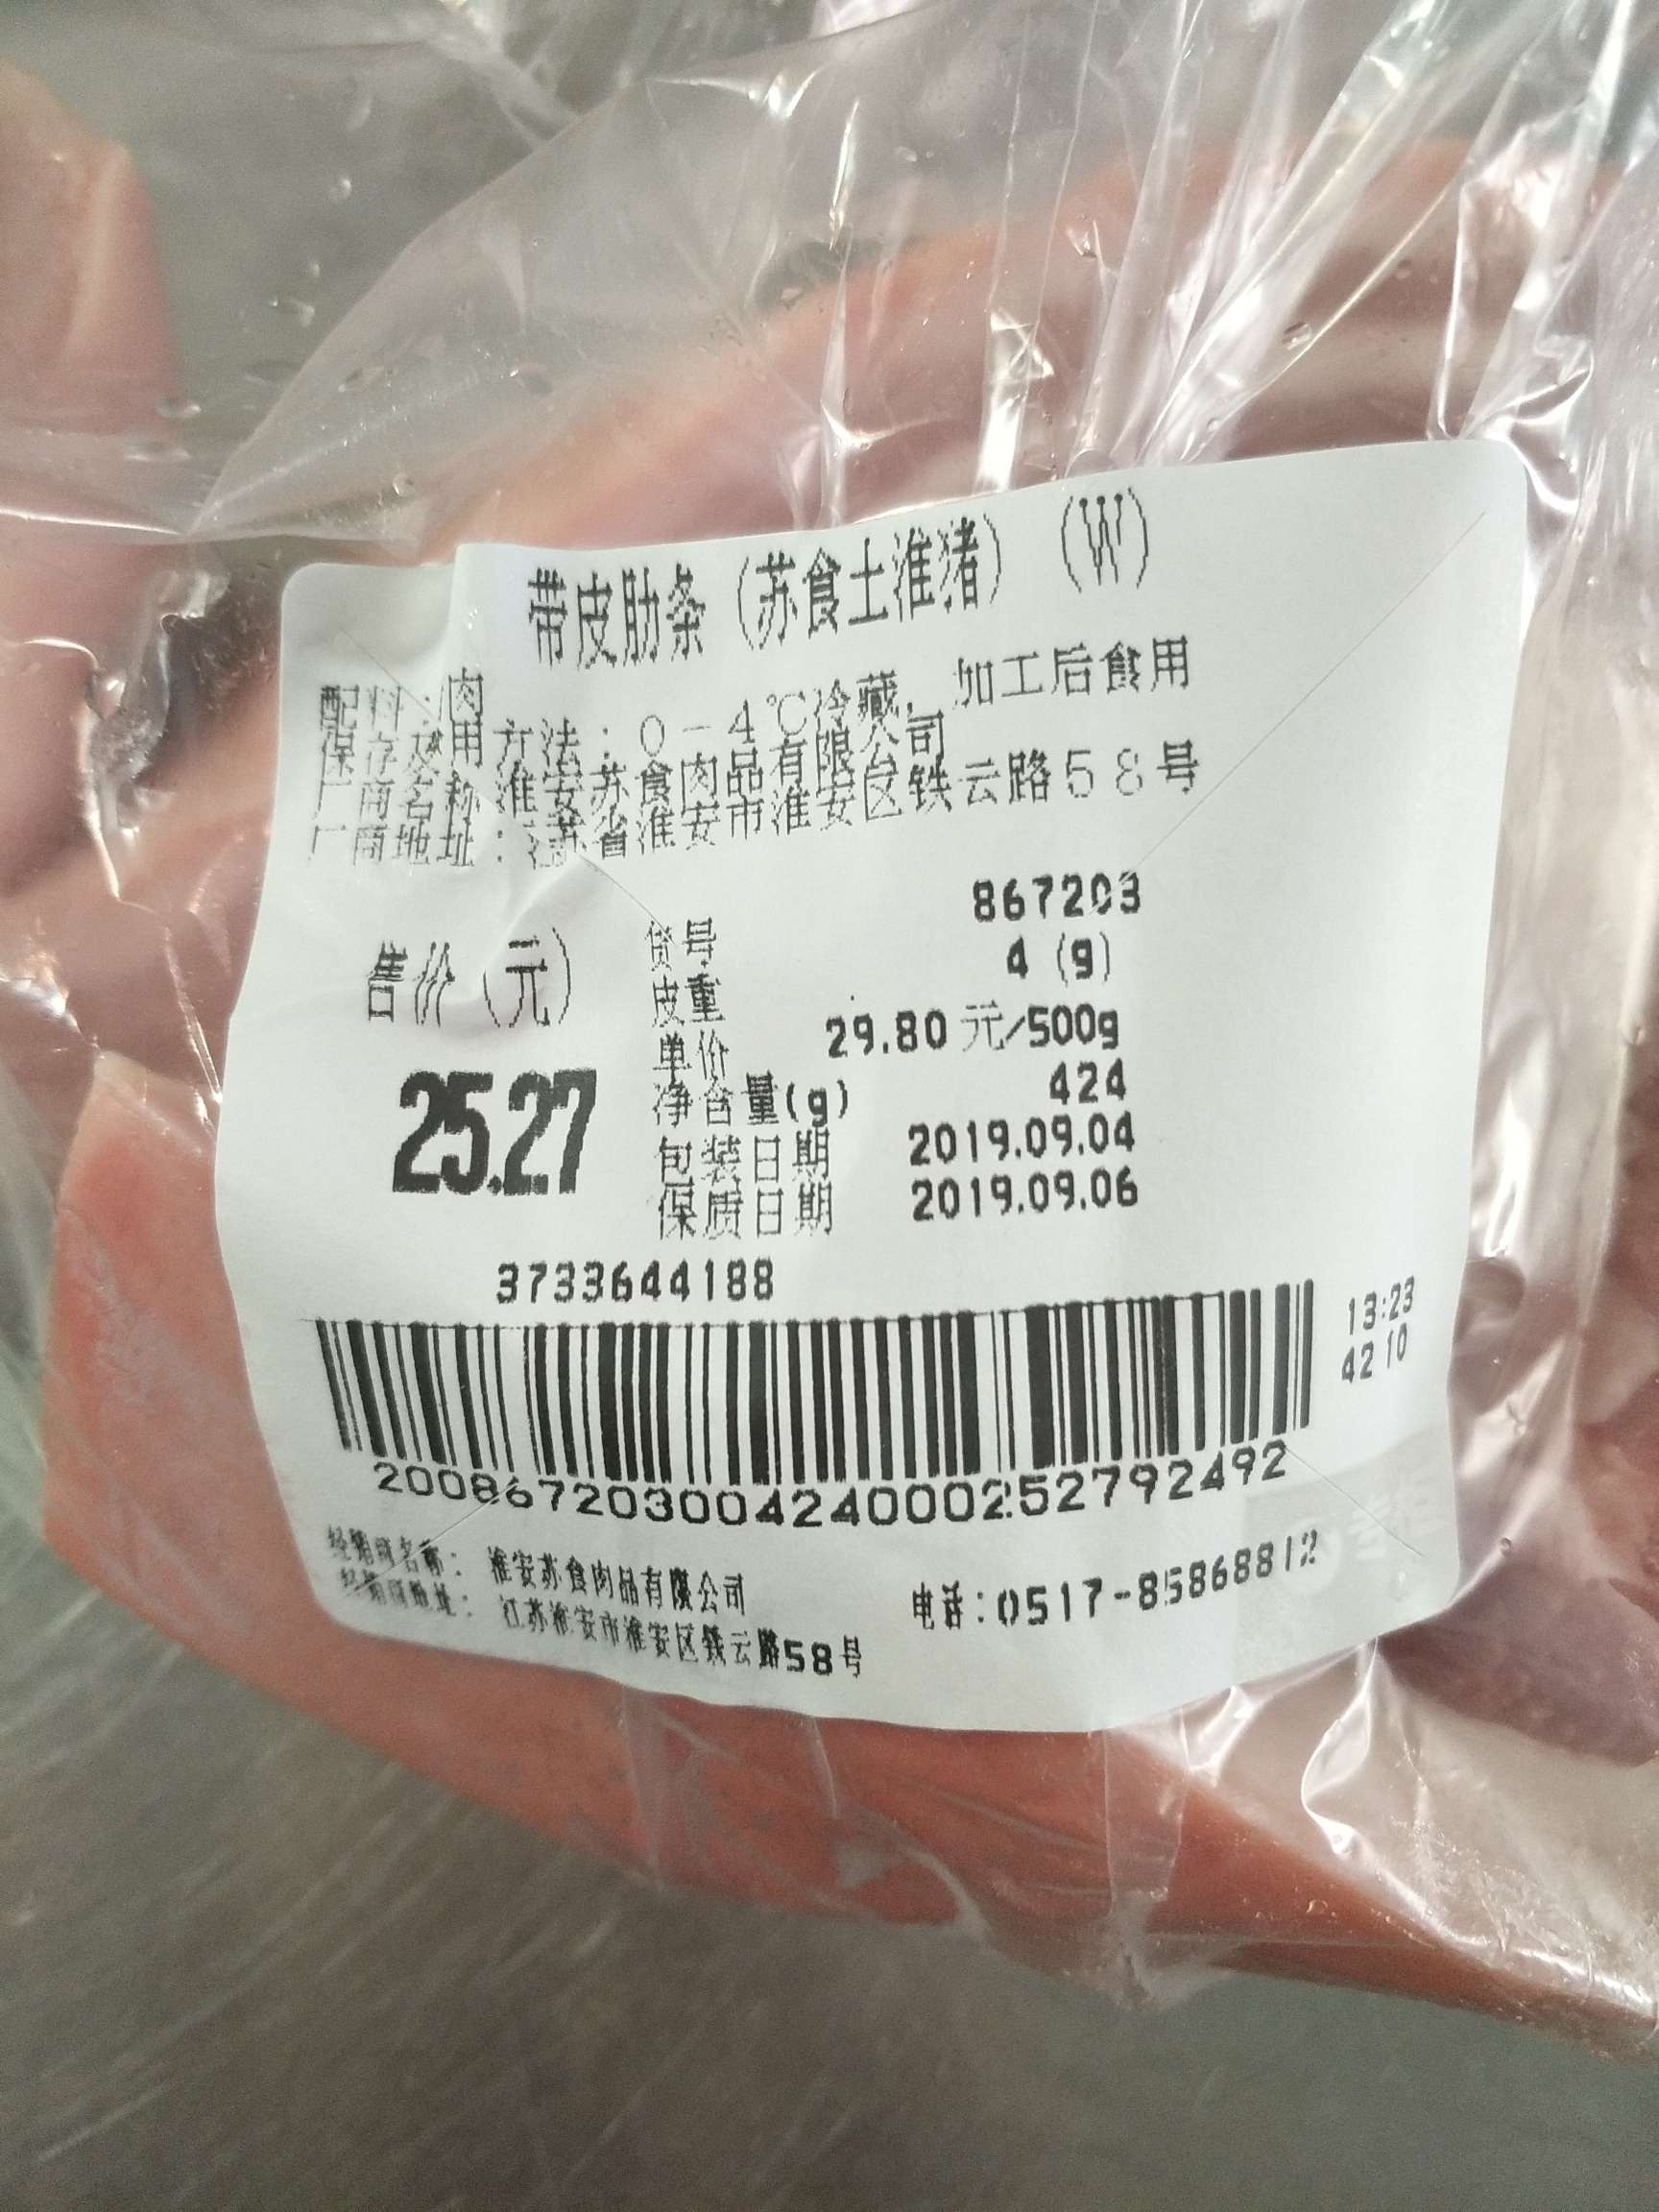 带皮肋条(苏食土淮猪) (W)
配料:肉
保存及食用方法:0-4℃冷藏,加工后食用
厂商名称 淮安苏食肉品有限公司
厂商地址:江苏省淮安市淮安区铁云路58号
售价(元)
25.27
货号 867203
皮重 4 (g)
单价 29.80 元/500g
净含量(g) 424
包装日期 2019.09.04
保质日期 2019.09.06
3733644188
13:23
42 10
20086720300424000252792492
经销商名称: 淮安苏食肉品有限公司
经销商地址: 江苏淮安市淮安区铁云路58号
电话:0517-85868812